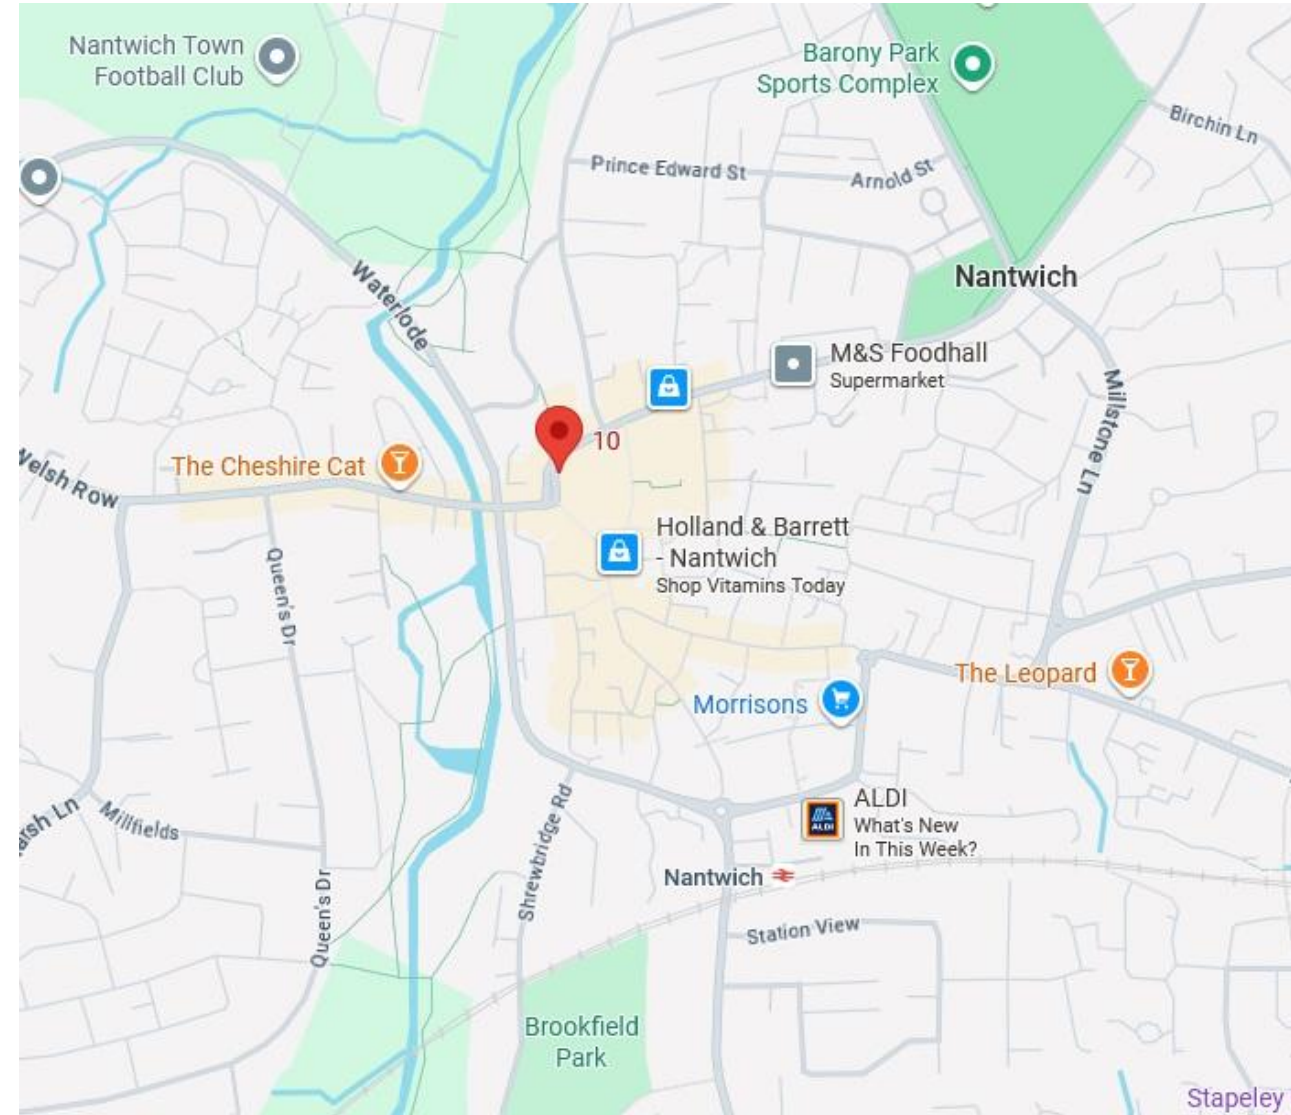 Nantwich Town
Football Club
Barony Park
Sports Complex
Birchin Ln
Prince Edward St
Arnold St
Waterlode
Nantwich
M&S Foodhall
Supermarket
Millstone Ln
10
The Cheshire Cat
Welsh Row
Holland & Barrett
- Nantwich
Shop Vitamins Today
Queen's Dr
The Leopard
Morrisons
ALDI
What's New
In This Week?
ALDI
Millfields
Shrewbridge Rd
Nantwich
Queen's Dr
Station View
Brookfield
Park
Stapeley